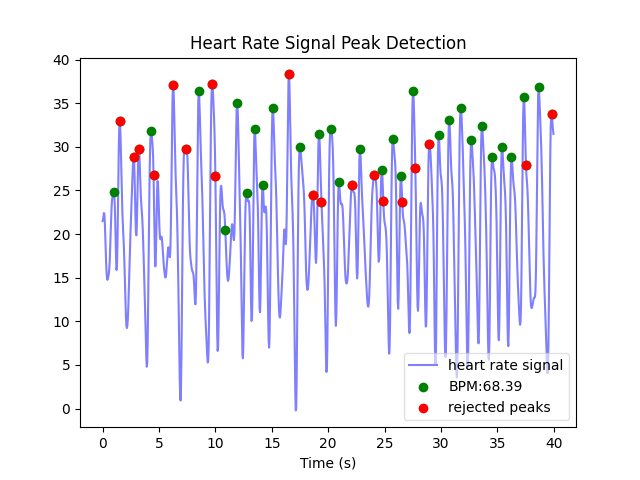 Heart Rate Signal Peak Detection
40
35
30
25
20
15
10
5
0
heart rate signal
BPM:68.39
rejected peaks
0 5 10 15 20 25 30 35 40
Time (s)